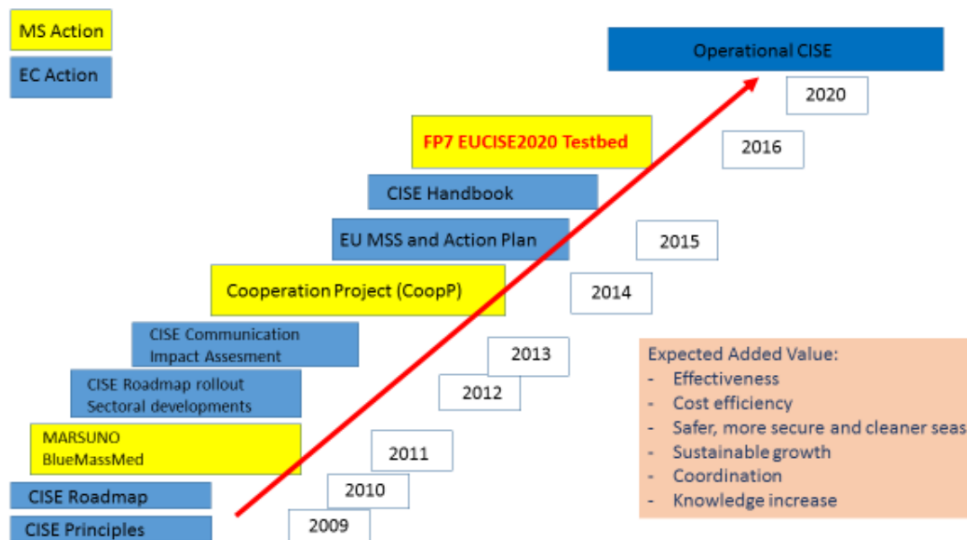 MS Action
EC Action
Operational CISE
2020
FP7 EUCISE2020 Testbed
2016
CISE Handbook
EU MSS and Action Plan
2015
Cooperation Project (CoopP)
2014
CISE Communication
Impact Assesment
2013
CISE Roadmap rollout
Sectoral developments
2012
MARSUNO
BlueMassMed
2011
CISE Roadmap
2010
CISE Principles
2009
Expected Added Value:
- Effectiveness
- Cost efficiency
- Safer, more secure and cleaner seas
- Sustainable growth
- Coordination
- Knowledge increase